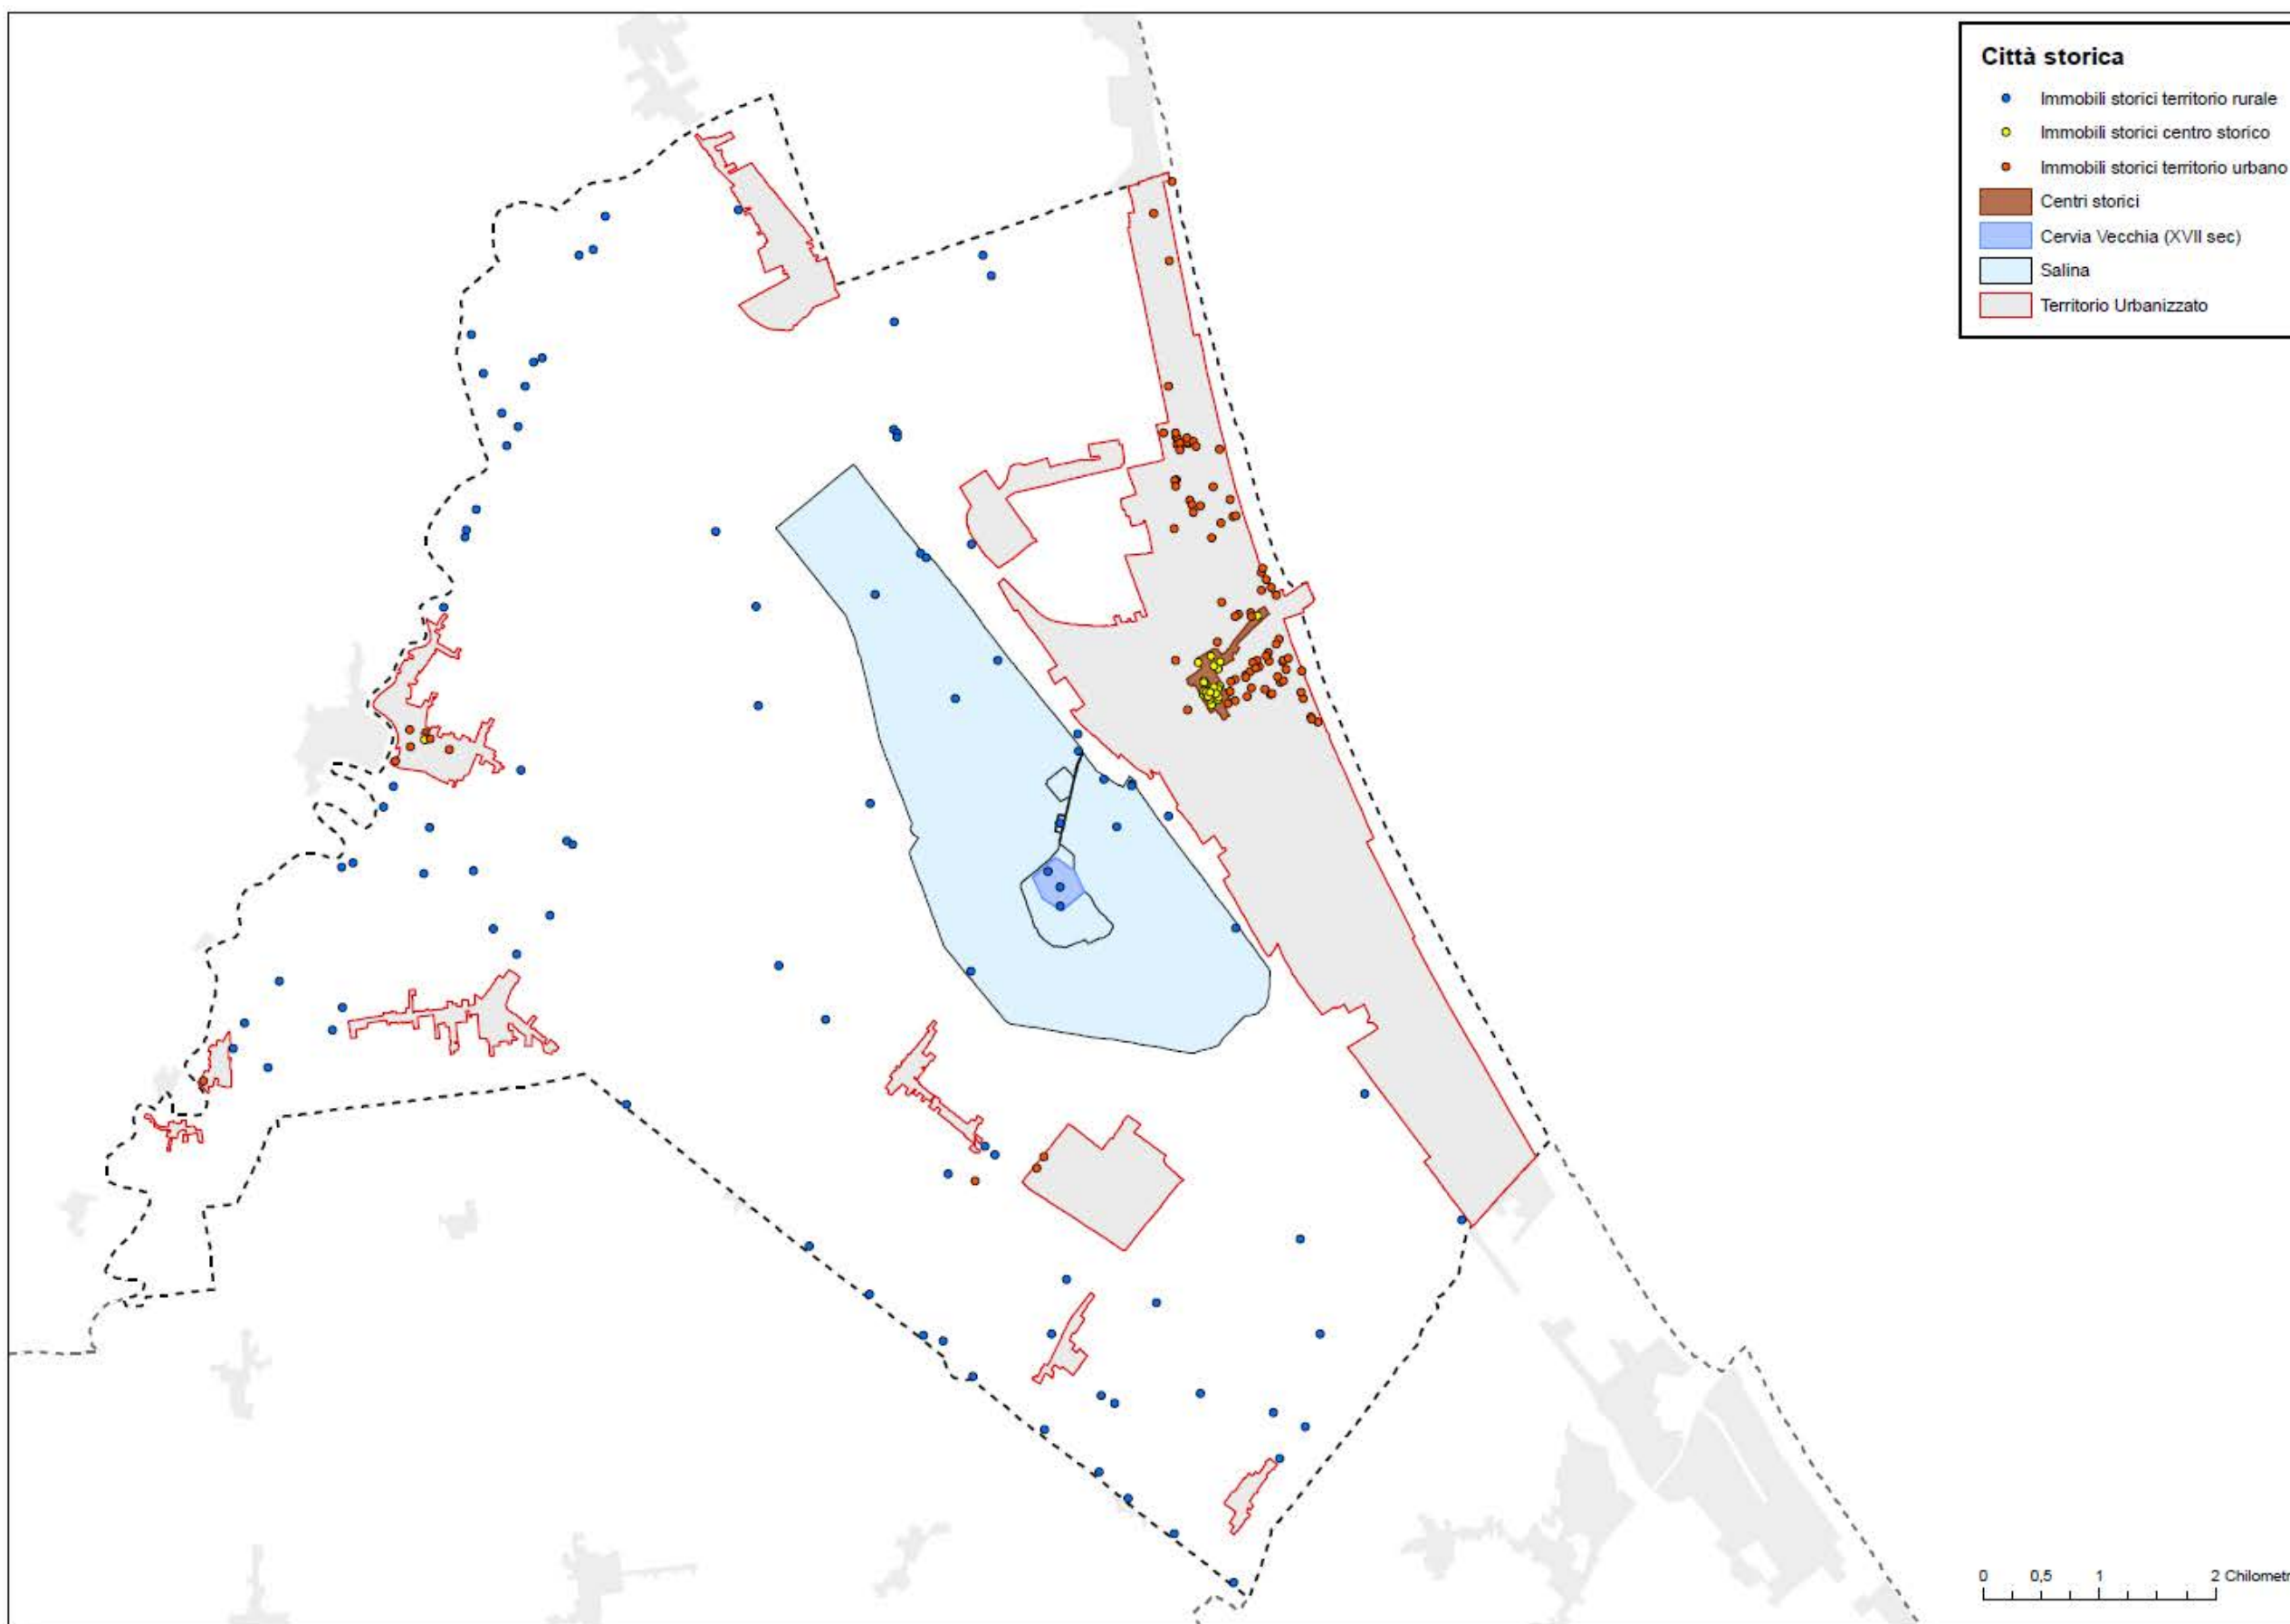 Città storica
Immobili storici territorio rurale
Immobili storici centro storico
Immobili storici territorio urbano
Centri storici
Cervia Vecchia (XVII sec)
Salina
Territorio Urbanizzato
0 0,5 1 2 Chilometr